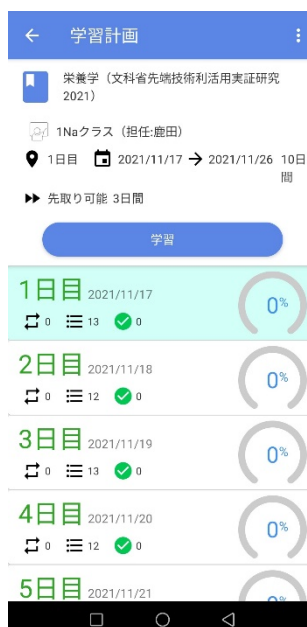 学習計画
栄養学（文科省先端技術利活用実証研究
2021）
1Naクラス（担任:鹿田）
1日目 2021/11/17 → 2021/11/26 10日
間
先取り可能 3日間
学習
1日目 2021/11/17
0 13 0
0%
2日目 2021/11/18
0 12 0
0%
3日目 2021/11/19
0 13 0
0%
4日目 2021/11/20
0 12 0
0%
5日目 2021/11/21
0%